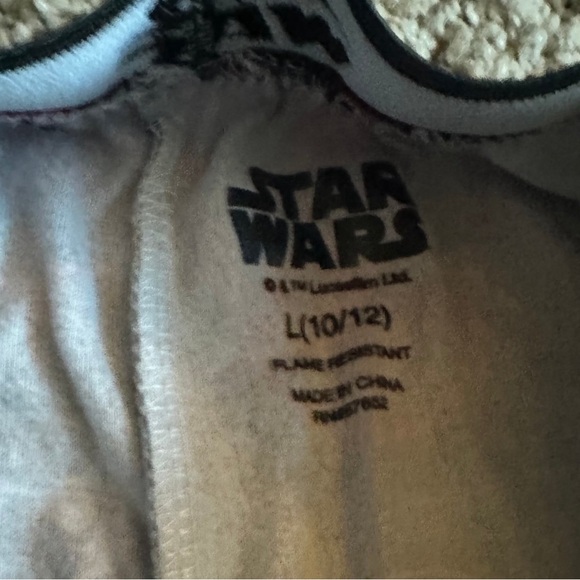 STAR
WARS
© & ™ Lucasfilm Ltd.
L(10/12)
FLAME RESISTANT
MADE IN CHINA